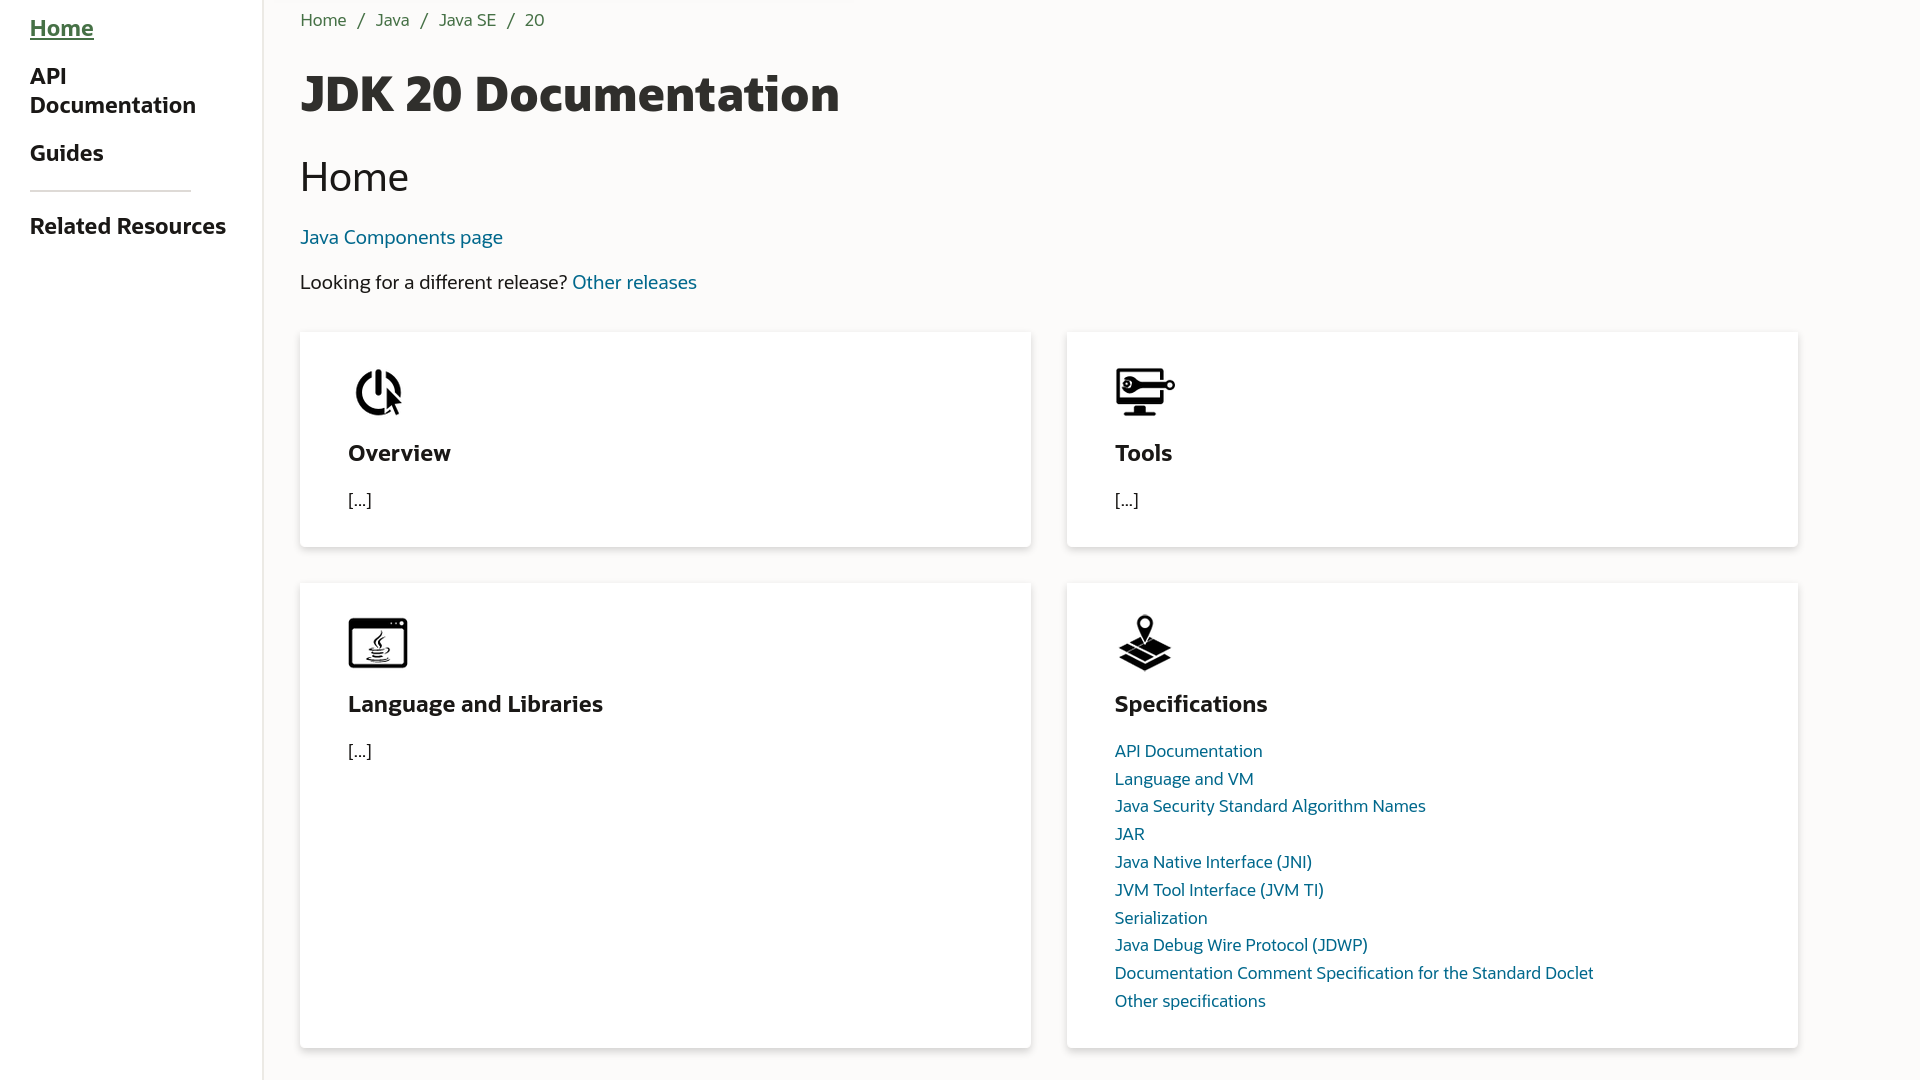 Home
API
Documentation
Guides
Related Resources
Home / Java / Java SE / 20
JDK 20 Documentation
Home
Java Components page
Looking for a different release? Other releases
Overview
[...]
Tools
[...]
Language and Libraries
[...]
Specifications
API Documentation
Language and VM
Java Security Standard Algorithm Names
JAR
Java Native Interface (JNI)
JVM Tool Interface (JVM TI)
Serialization
Java Debug Wire Protocol (JDWP)
Documentation Comment Specification for the Standard Doclet
Other specifications